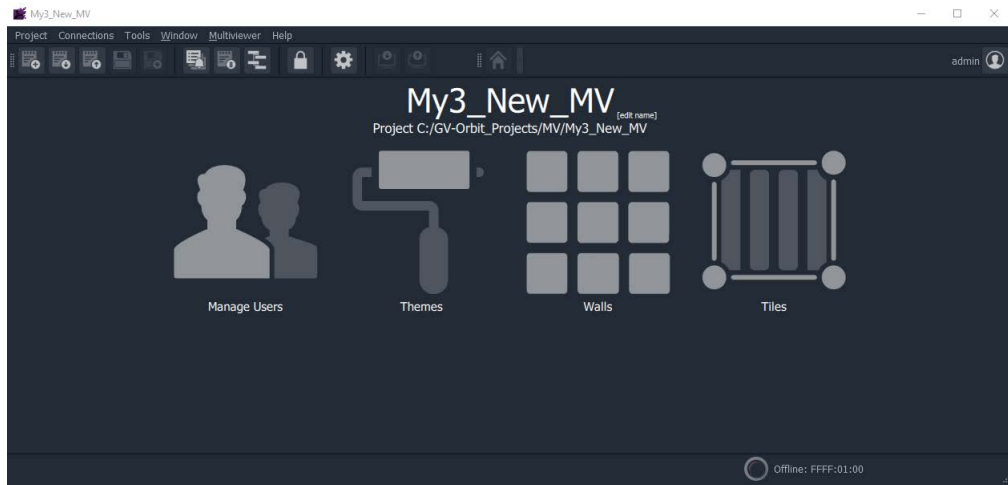 My3_New_MV
Project Connections Tools Window Multiviewer Help
admin
My3_New_MV [edit name]
Project C:/GV-Orbit_Projects/MV/My3_New_MV
Manage Users Themes Walls Tiles
Offline: FFFF:01:00